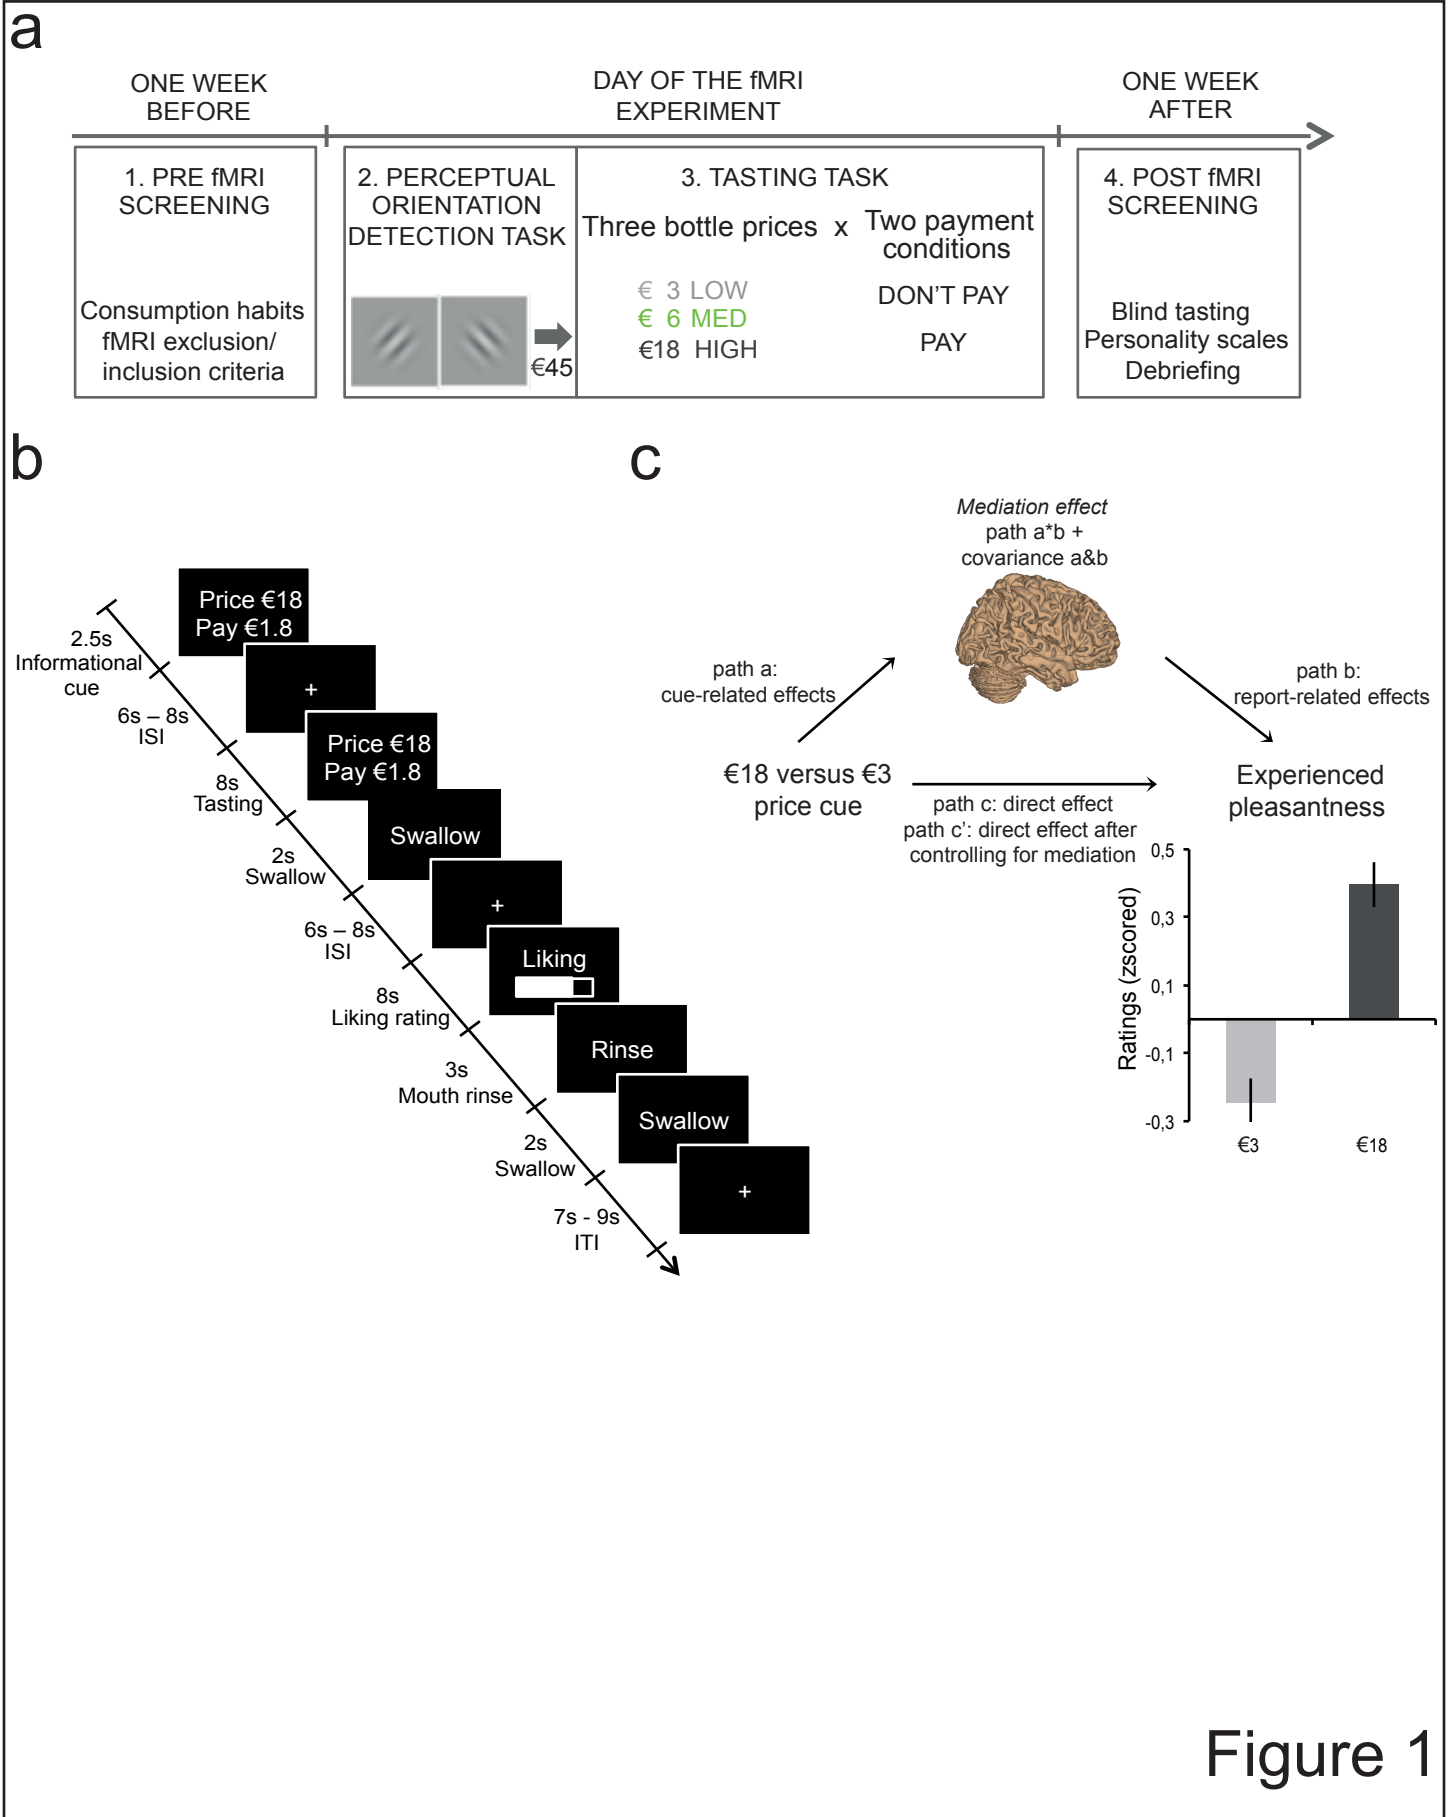 a
ONE WEEK
BEFORE
DAY OF THE fMRI
EXPERIMENT
ONE WEEK
AFTER
1. PRE fMRI
SCREENING
Consumption habits
fMRI exclusion/
inclusion criteria
2. PERCEPTUAL
ORIENTATION
DETECTION TASK
€45
3. TASTING TASK
Three bottle prices x Two payment
conditions
€ 3 LOW
€ 6 MED
€18 HIGH
DON'T PAY
PAY
4. POST fMRI
SCREENING
Blind tasting
Personality scales
Debriefing
b
Price €18
Pay €1.8
+
Price €18
Pay €1.8
Swallow
+
Liking
Rinse
Swallow
+
2.5s
Informational
cue
6s – 8s
ISI
8s
Tasting
2s
Swallow
6s – 8s
ISI
8s
Liking rating
3s
Mouth rinse
2s
Swallow
7s - 9s
ITI
c
Mediation effect
path a*b +
covariance a&b
path a:
cue-related effects
path b:
report-related effects
€18 versus €3
price cue
path c: direct effect
path c': direct effect after
controlling for mediation
Experienced
pleasantness
Ratings (zscored)
0,5
0,3
0,1
-0,1
-0,3
€3
€18
Figure 1